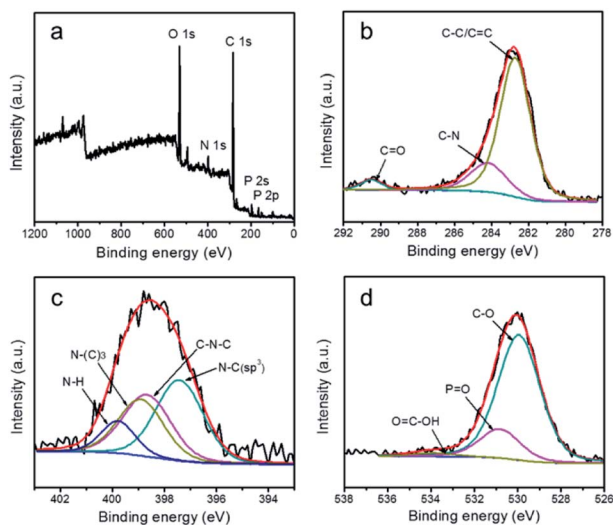 a
O 1s
C 1s
N 1s
P 2s
P 2p
Intensity (a.u.)
1200 1000 800 600 400 200 0
Binding energy (eV)
b
C-C/C=C
C-N
C=O
Intensity (a.u.)
292 290 288 286 284 282 280 278
Binding energy (eV)
c
N-(C)3
N-H
C-N-C
N-C(sp³)
Intensity (a.u.)
402 400 398 396 394
Binding energy (eV)
d
C-O
P=O
O=C-OH
Intensity (a.u.)
538 536 534 532 530 528 526
Binding energy (eV)